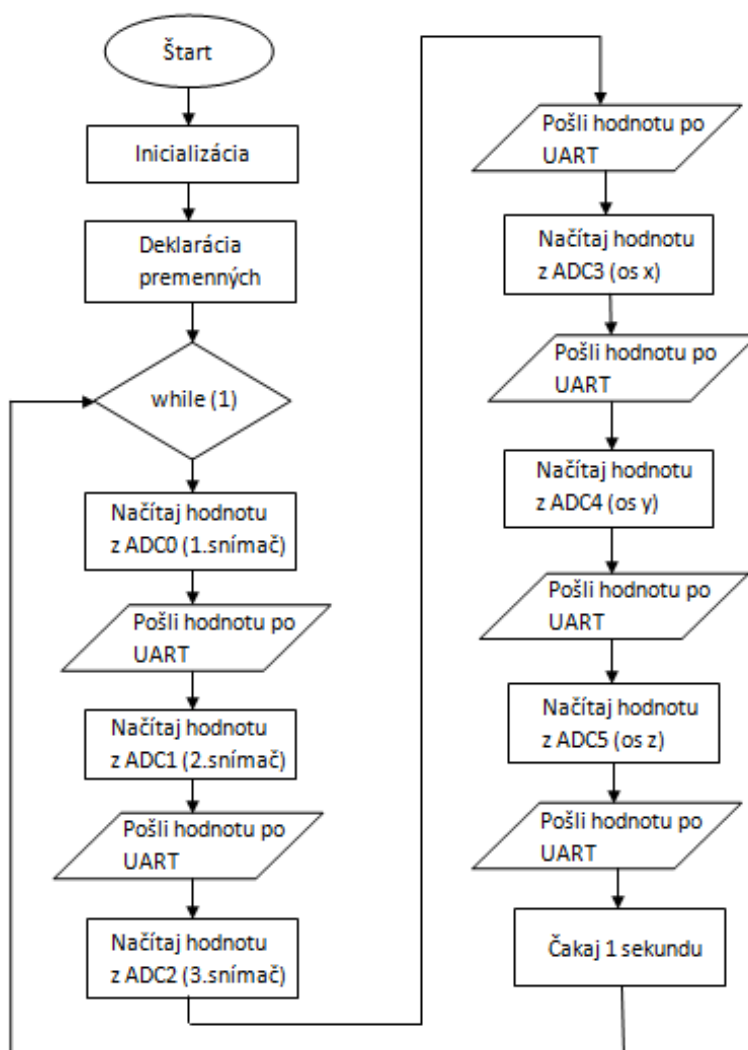 Štart
Inicializácia
Deklarácia
premenných
while (1)
Načítaj hodnotu
z ADC0 (1.snímač)
Pošli hodnotu po
UART
Načítaj hodnotu
z ADC1 (2.snímač)
Pošli hodnotu po
UART
Načítaj hodnotu
z ADC2 (3.snímač)
Pošli hodnotu po
UART
Načítaj hodnotu
z ADC3 (os x)
Pošli hodnotu po
UART
Načítaj hodnotu
z ADC4 (os y)
Pošli hodnotu po
UART
Načítaj hodnotu
z ADC5 (os z)
Pošli hodnotu po
UART
Čakaj 1 sekundu